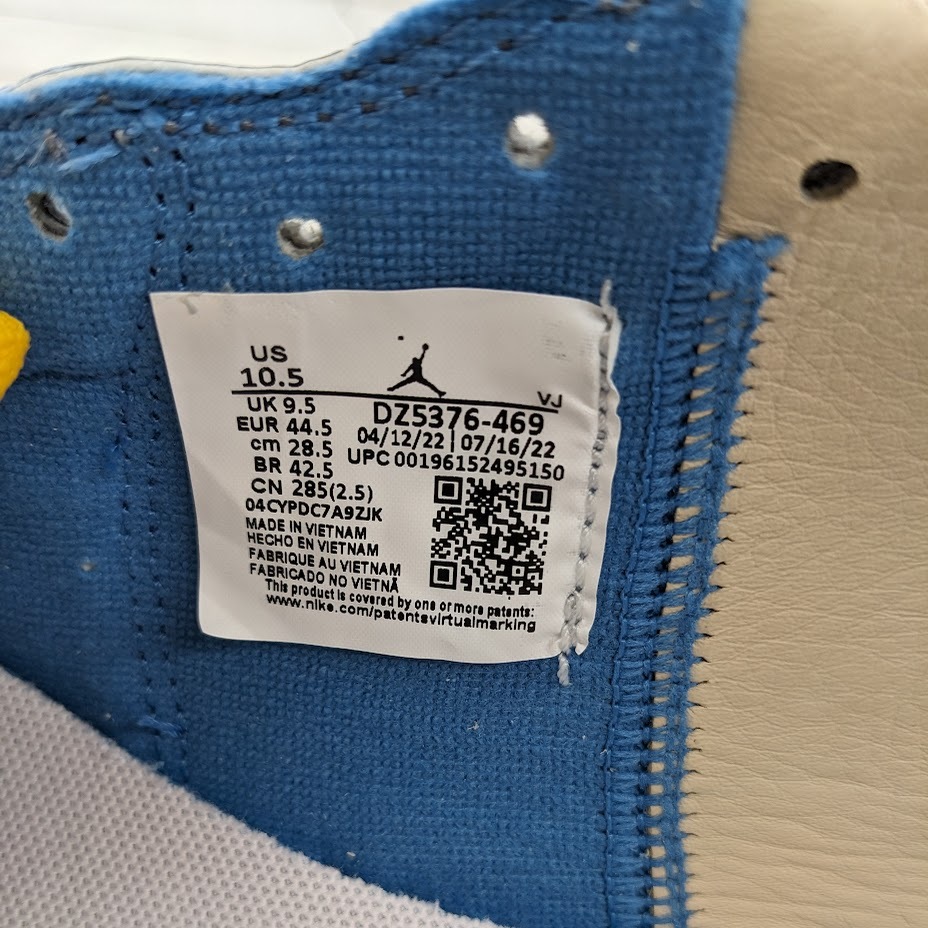 US
10.5
VJ
UK 9.5
EUR 44.5
cm 28.5
BR 42.5
CN 285(2.5)
DZ5376-469
04/12/22 | 07/16/22
UPC 00196152495150
04CYPDC7A9ZJK
MADE IN VIETNAM
HECHO EN VIETNAM
FABRIQUE AU VIETNAM
FABRICADO NO VIETNÃ
This product is covered by one or more patents:
www.nike.com/patentsvirtualmarking